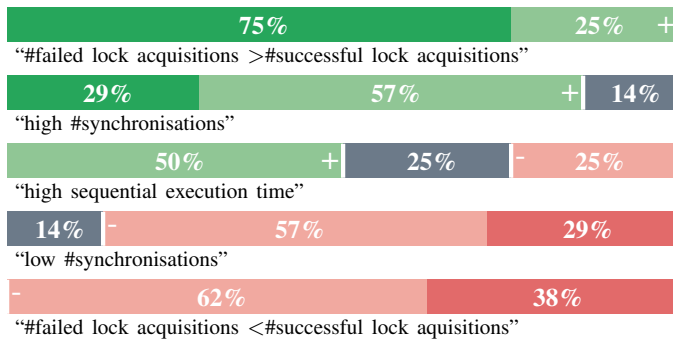 75% 25% +
“#failed lock acquisitions >#successful lock acquisitions”
29% 57% + 14%
“high #synchronisations”
50% + 25% - 25%
“high sequential execution time”
14% - 57% 29%
“low #synchronisations”
- 62% 38%
“#failed lock acquisitions <#successful lock aquisitions”